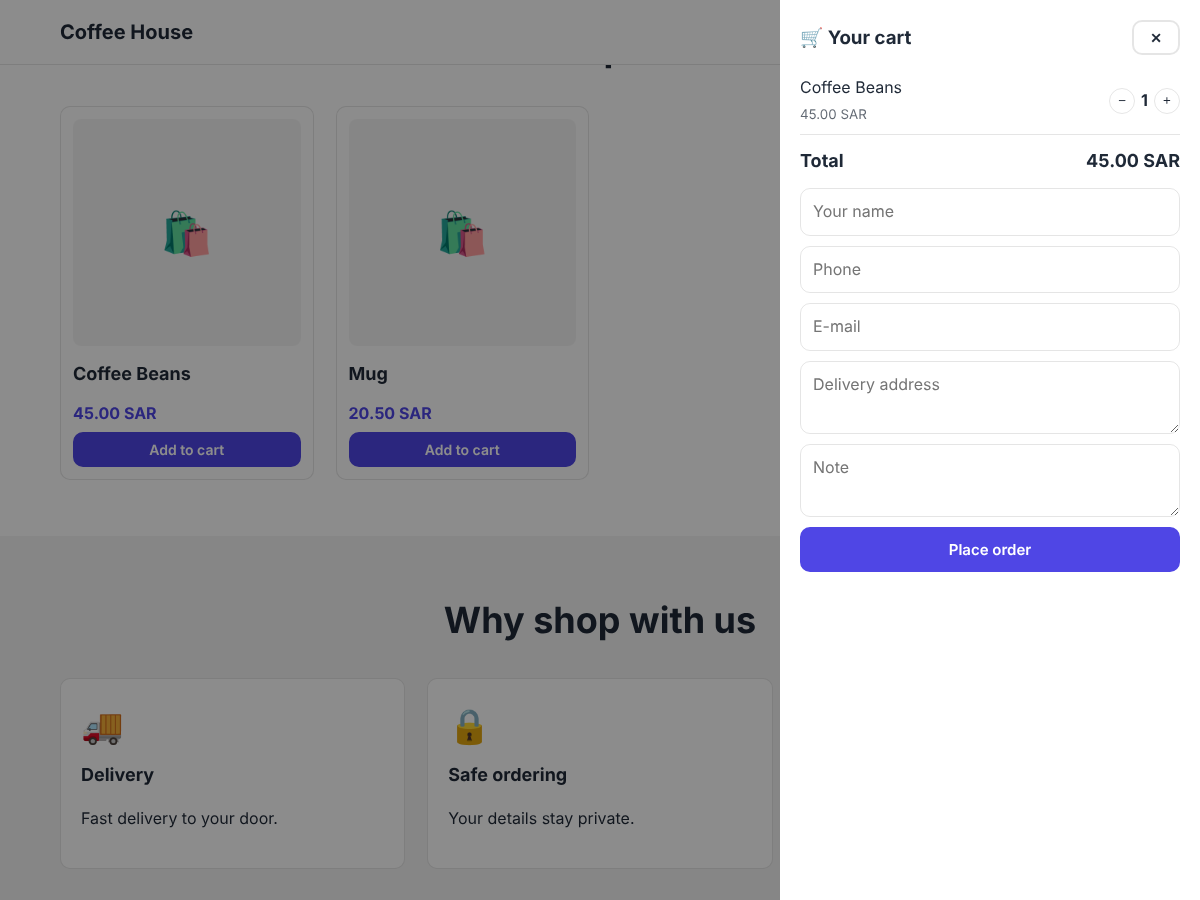 Coffee House
Coffee Beans
45.00 SAR
Add to cart
Mug
20.50 SAR
Add to cart
Why shop with us
Delivery
Fast delivery to your door.
Safe ordering
Your details stay private.
🛒 Your cart
×
Coffee Beans
45.00 SAR
− 1 +
Total 45.00 SAR
Your name
Phone
E-mail
Delivery address
Note
Place order